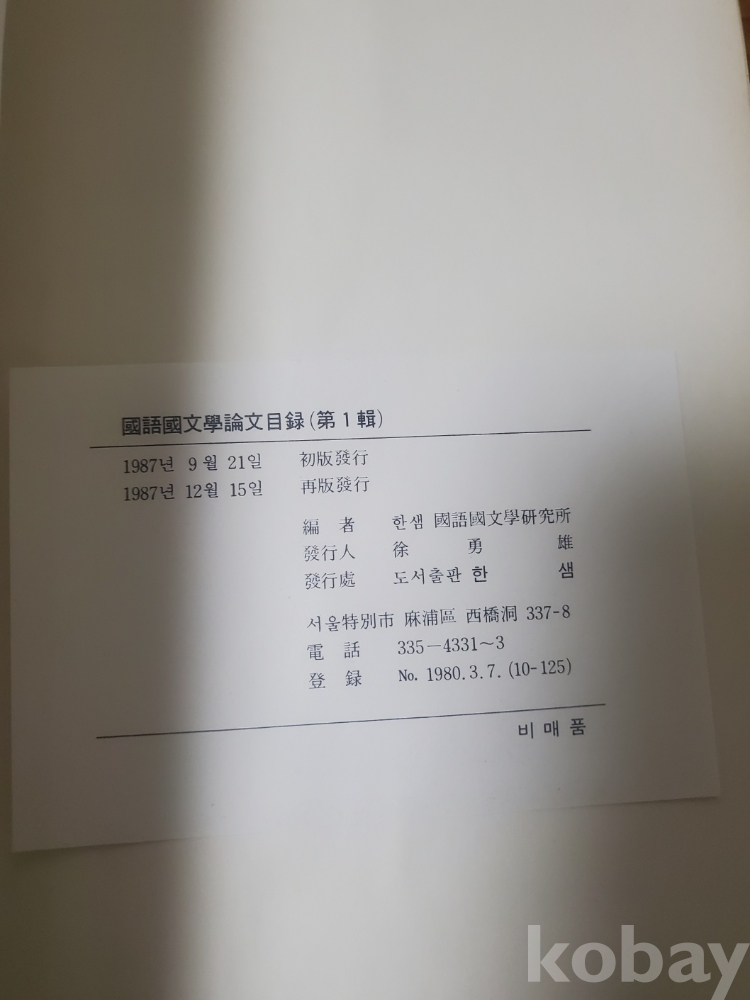 國語國文學論文目録(第1輯)
1987년 9월 21일 初版發行
1987년 12월 15일 再版發行
編 者 한샘 國語國文學研究所
發行人 徐 勇 雄
發行處 도서출판 한 샘
서울特別市 麻浦區 西橋洞 337-8
電 話 335-4331~3
登 録 No. 1980.3.7. (10-125)
비매품
kobay